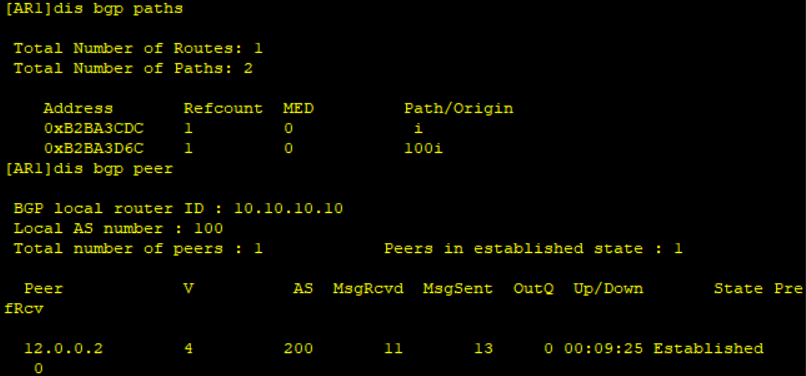 [AR1]dis bgp paths
Total Number of Routes: 1
Total Number of Paths: 2
Address Refcount MED Path/Origin
0xB2BA3CDC 1 0 i
0xB2BA3D6C 1 0 100i
[AR1]dis bgp peer
BGP local router ID : 10.10.10.10
Local AS number : 100
Total number of peers : 1 Peers in established state : 1
Peer V AS MsgRcvd MsgSent OutQ Up/Down State Pre
fRcv
12.0.0.2 4 200 11 13 0 00:09:25 Established
0